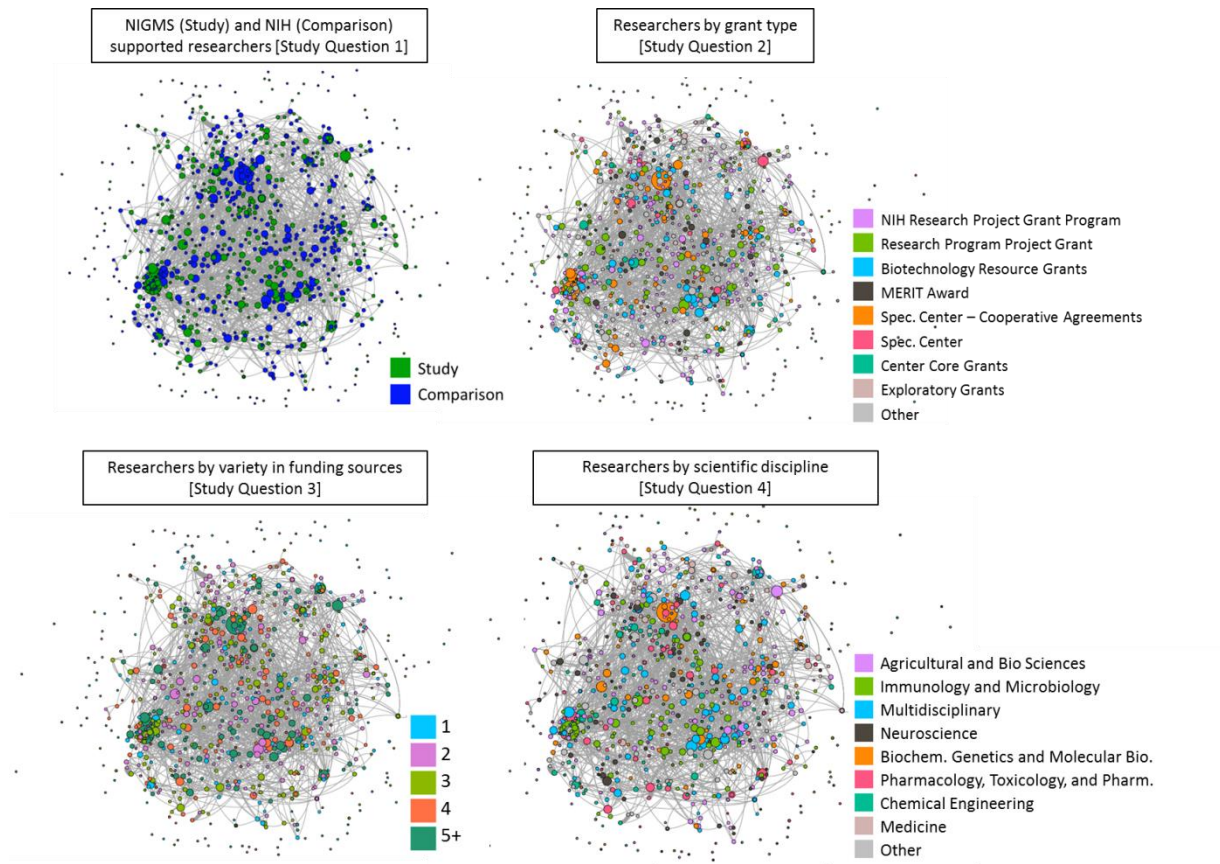 NIGMS (Study) and NIH (Comparison)
supported researchers [Study Question 1]
Study
Comparison
Researchers by grant type
[Study Question 2]
NIH Research Project Grant Program
Research Program Project Grant
Biotechnology Resource Grants
MERIT Award
Spec. Center – Cooperative Agreements
Spec. Center
Center Core Grants
Exploratory Grants
Other
Researchers by variety in funding sources
[Study Question 3]
1
2
3
4
5+
Researchers by scientific discipline
[Study Question 4]
Agricultural and Bio Sciences
Immunology and Microbiology
Multidisciplinary
Neuroscience
Biochem. Genetics and Molecular Bio.
Pharmacology, Toxicology, and Pharm.
Chemical Engineering
Medicine
Other